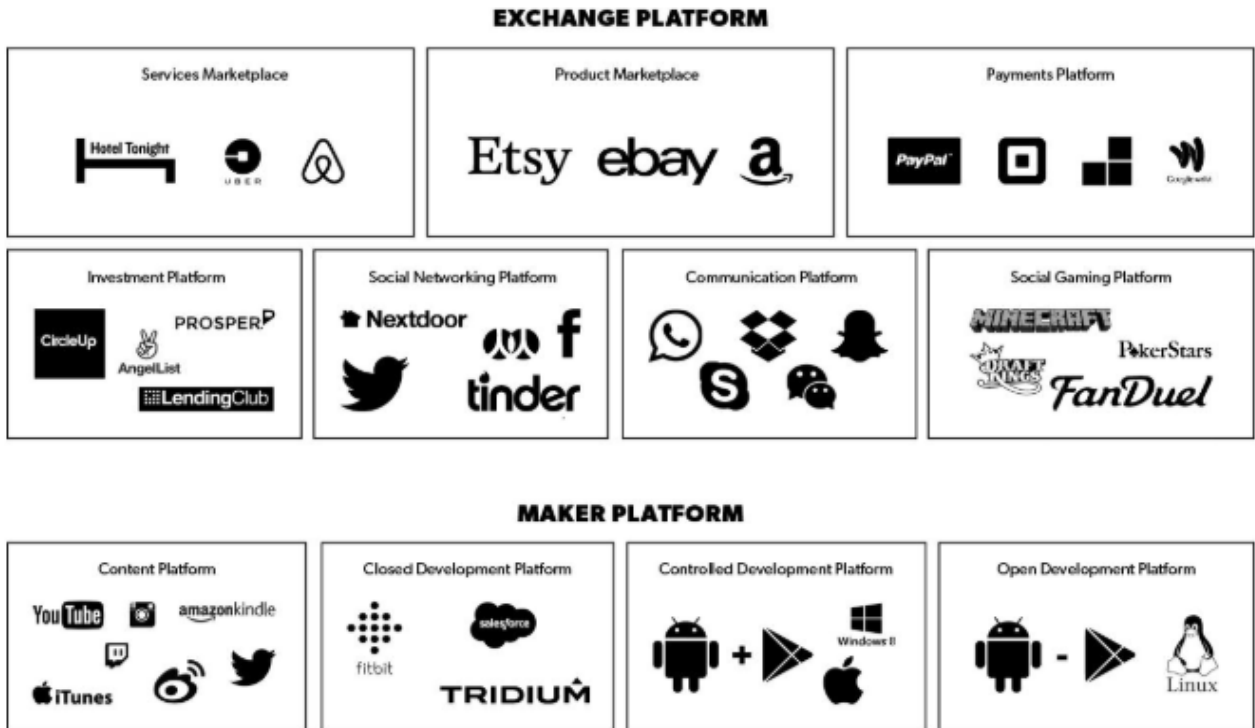 EXCHANGE PLATFORM
Services Marketplace
Hotel Tonight
UBER
Product Marketplace
Etsy
ebay
a
Payments Platform
PayPal
Google wallet
Investment Platform
CircleUp
AngelList
PROSPER
LendingClub
Social Networking Platform
Nextdoor
f
tinder
Communication Platform
S
Social Gaming Platform
MINECRAFT
PokerStars
DRAFT
KINGS
FanDuel
MAKER PLATFORM
Content Platform
YouTube
amazonkindle
iTunes
Closed Development Platform
fitbit
salesforce
TRIDIUM
Controlled Development Platform
+
Windows 8
Open Development Platform
-
Linux